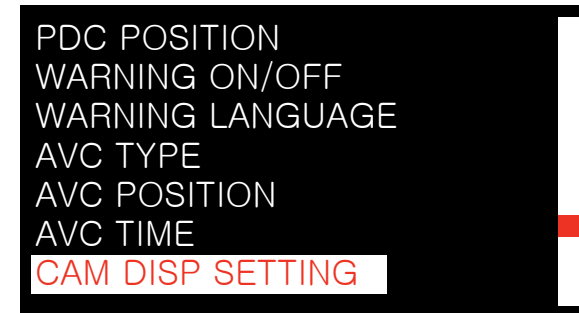 PDC POSITION
WARNING ON/OFF
WARNING LANGUAGE
AVC TYPE
AVC POSITION
AVC TIME
CAM DISP SETTING